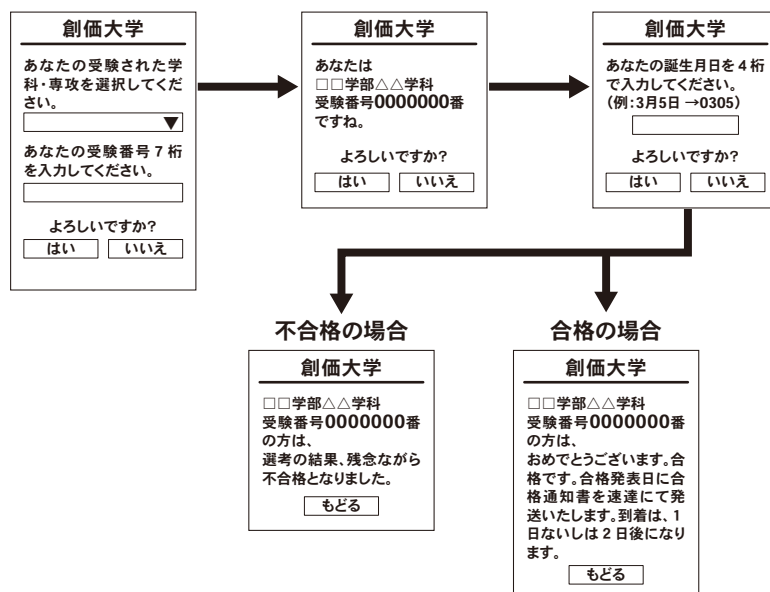 創価大学
あなたの受験された学
科・専攻を選択してくだ
さい。
▼
あなたの受験番号7桁
を入力してください。
よろしいですか?
はい いいえ
創価大学
あなたは
□□学部△△学科
受験番号0000000番
ですね。
よろしいですか?
はい いいえ
創価大学
あなたの誕生月日を4桁
で入力してください。
(例:3月5日→0305)
よろしいですか?
はい いいえ
不合格の場合
創価大学
□□学部△△学科
受験番号0000000番
の方は、
選考の結果、残念ながら
不合格となりました。
もどる
合格の場合
創価大学
□□学部△△学科
受験番号0000000番
の方は、
おめでとうございます。合
格です。合格発表日に合
格通知書を速達にて発
送いたします。到着は、1
日ないしは2日後になり
ます。
もどる